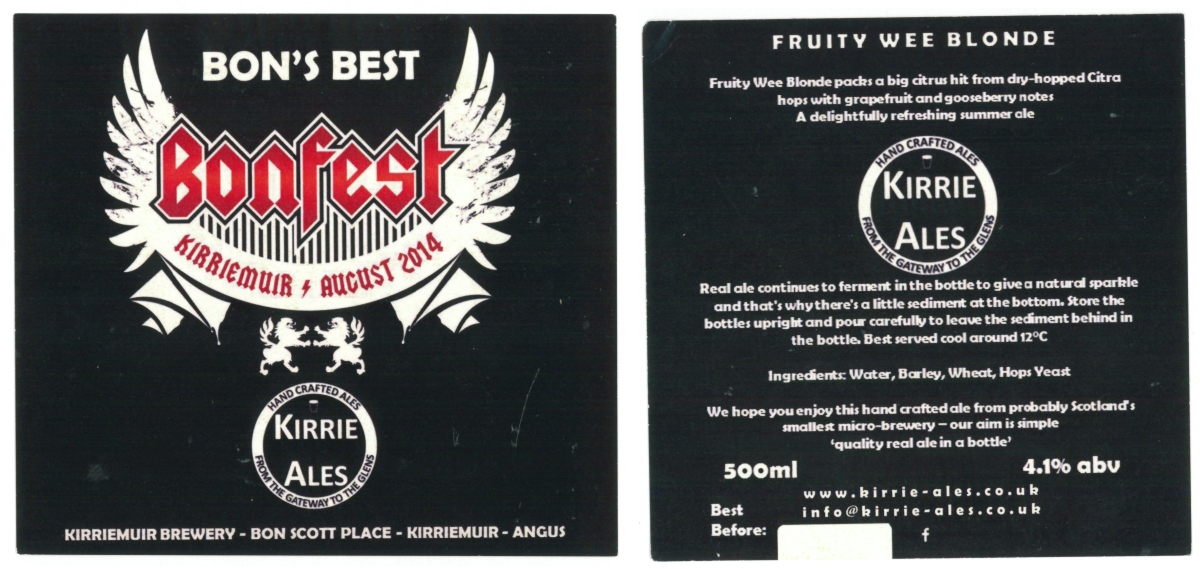 BON'S BEST
Bonfest
KIRRIEMUIR AUGUST 2014
HAND CRAFTED ALES
KIRRIE
ALES
FROM THE GATEWAY TO THE GLENS
KIRRIEMUIR BREWERY - BON SCOTT PLACE - KIRRIEMUIR - ANGUS
FRUITY WEE BLONDE
Fruity Wee Blonde packs a big citrus hit from dry-hopped Citra
hops with grapefruit and gooseberry notes
A delightfully refreshing summer ale
HAND CRAFTED ALES
KIRRIE
ALES
FROM THE GATEWAY TO THE GLENS
Real ale continues to ferment in the bottle to give a natural sparkle
and that's why there's a little sediment at the bottom. Store the
bottles upright and pour carefully to leave the sediment behind in
the bottle. Best served cool around 12°C
Ingredients: Water, Barley, Wheat, Hops Yeast
We hope you enjoy this hand crafted ale from probably Scotland's
smallest micro-brewery – our aim is simple
'quality real ale in a bottle'
500ml 4.1% abv
www.kirrie-ales.co.uk
Best info@kirrie-ales.co.uk
Before: f